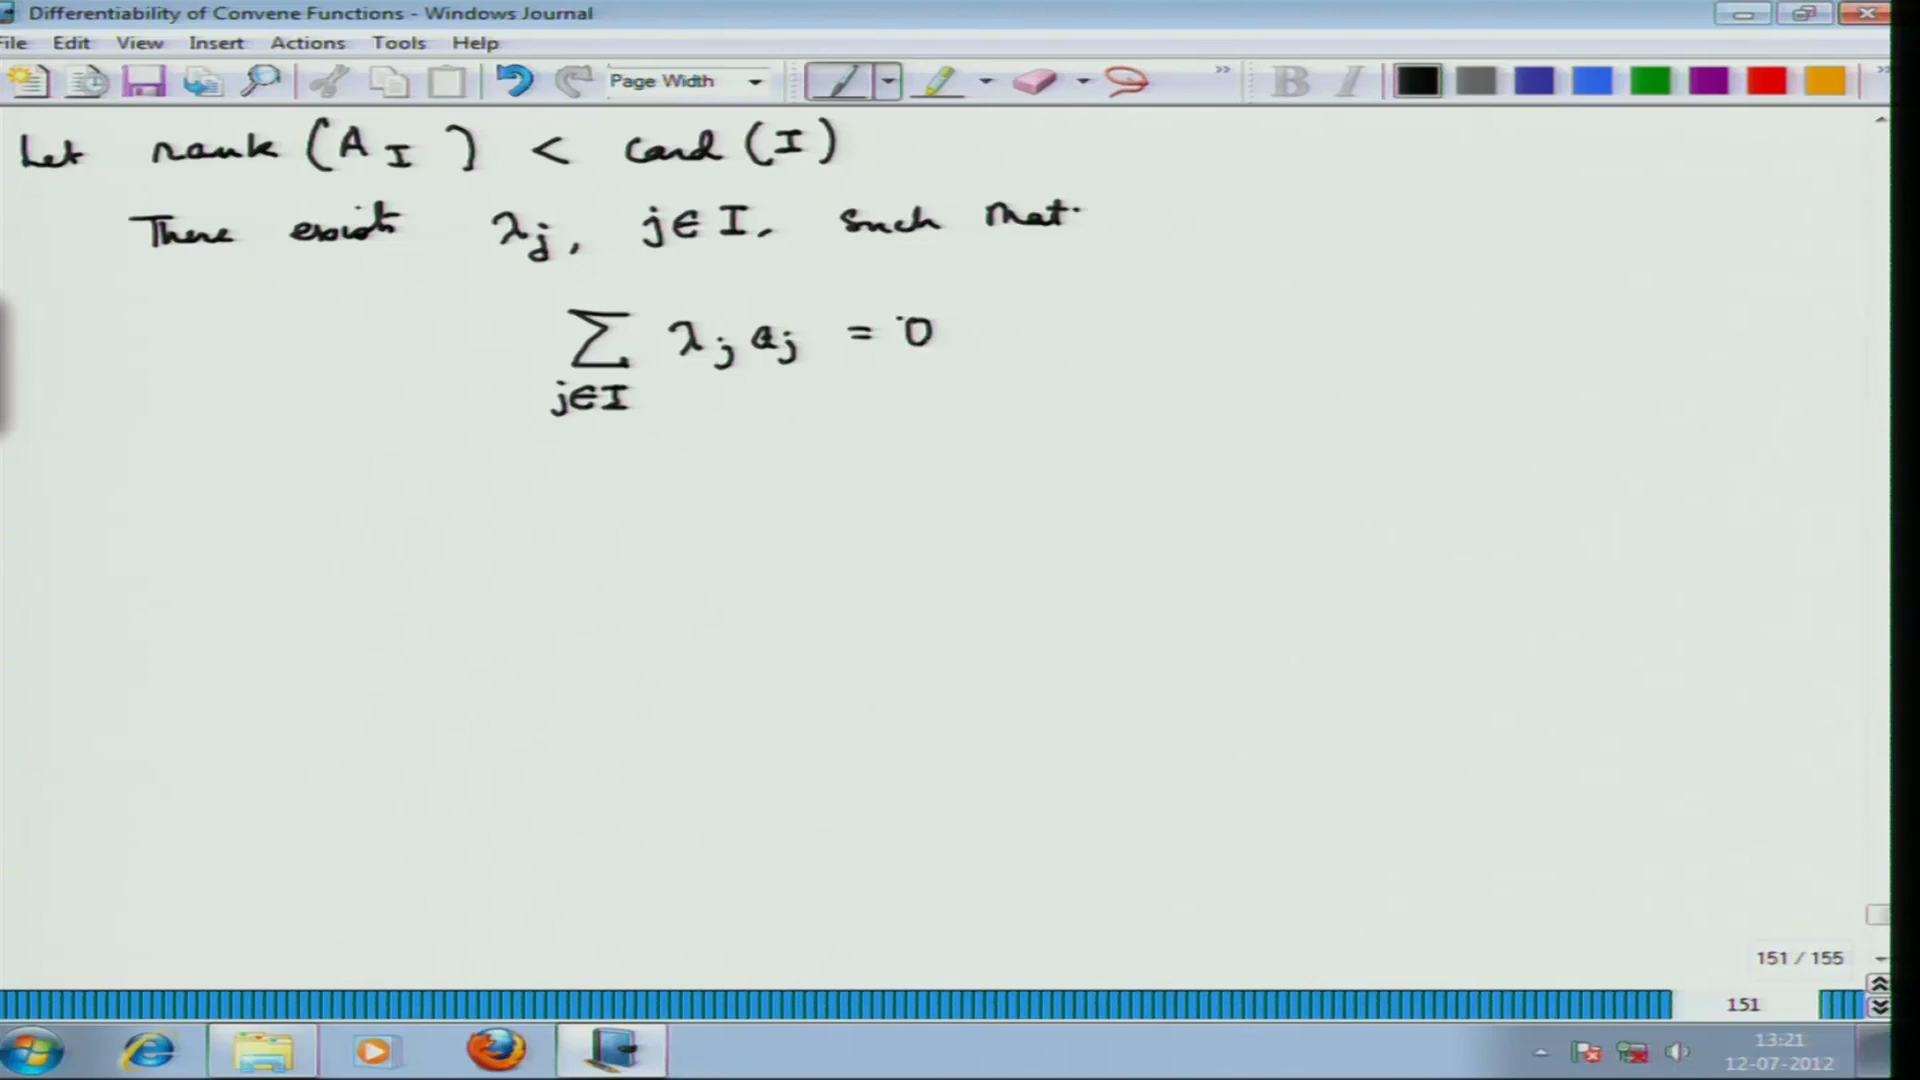 Differentiability of Convene Functions - Windows Journal
File Edit View Insert Actions Tools Help
Page Width
B I
Let rank (A_I) < card (I)
There exist λ_j, j∈I, such that
∑_{j∈I} λ_j a_j = 0
151 / 155
151
13:21
12-07-2012